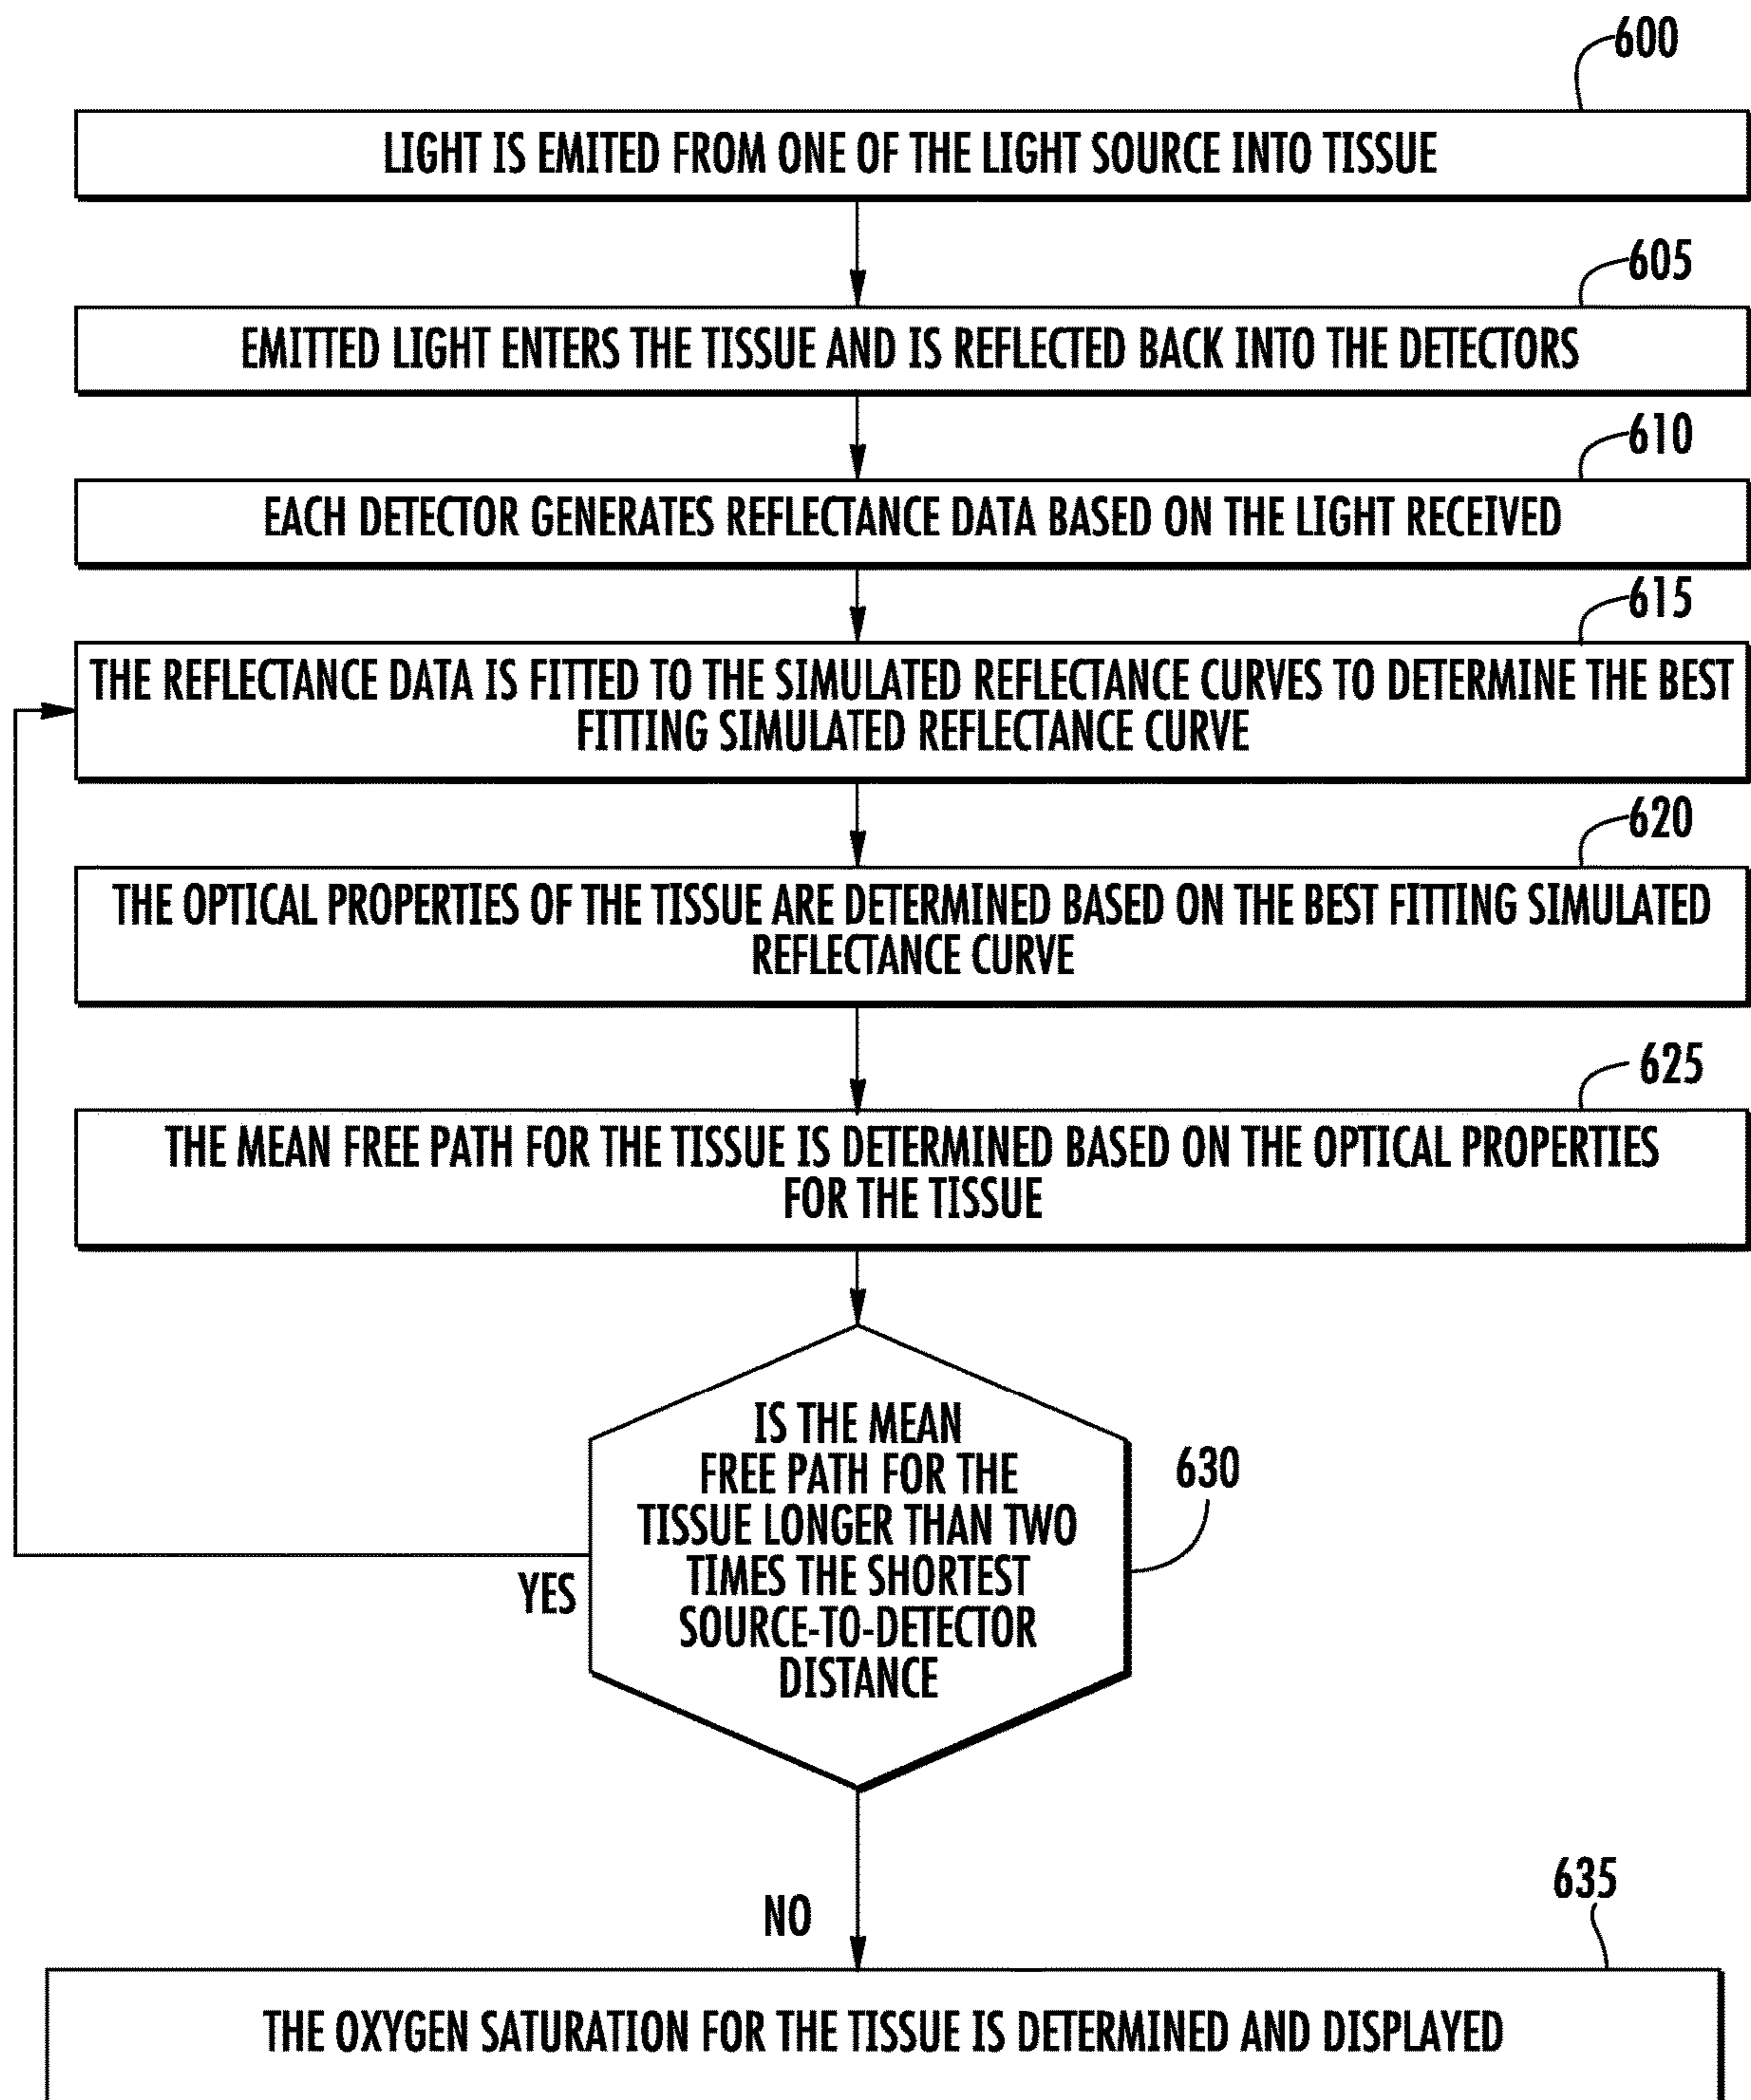 600
LIGHT IS EMITED FROM ONE OF THE LIGHT SOURCE INTO TISSUE
605
EMITTED LIGHT ENTERS THE TISSUE AND IS REFLECTED BACK INTO THE DETECTORS
610
EACH DETECTOR GENERATES REFLECTANCE DATA BASED ON THE LIGHT RECEIVED
615
THE REFLECTANCE DATA IS FITTED TO THE SIMULATED REFLECTANCE CURVES TO DETERMINE THE BEST
FITTING SIMULATED REFLECTANCE CURVE
620
THE OPTICAL PROPERTIES OF THE TISSUE ARE DETERMINED BASED ON THE BEST FITTING SIMULATED
REFLECTANCE CURVE
625
THE MEAN FREE PATH FOR THE TISSUE IS DETERMINED BASED ON THE OPTICAL PROPERTIES
FOR THE TISSUE
IS THE MEAN
FREE PATH FOR THE
TISSUE LONGER THAN TWO
TIMES THE SHORTEST
SOURCE-TO-DETECTOR
DISTANCE
630
YES
NO
635
THE OXYGEN SATURATION FOR THE TISSUE IS DETERMINED AND DISPLAYED